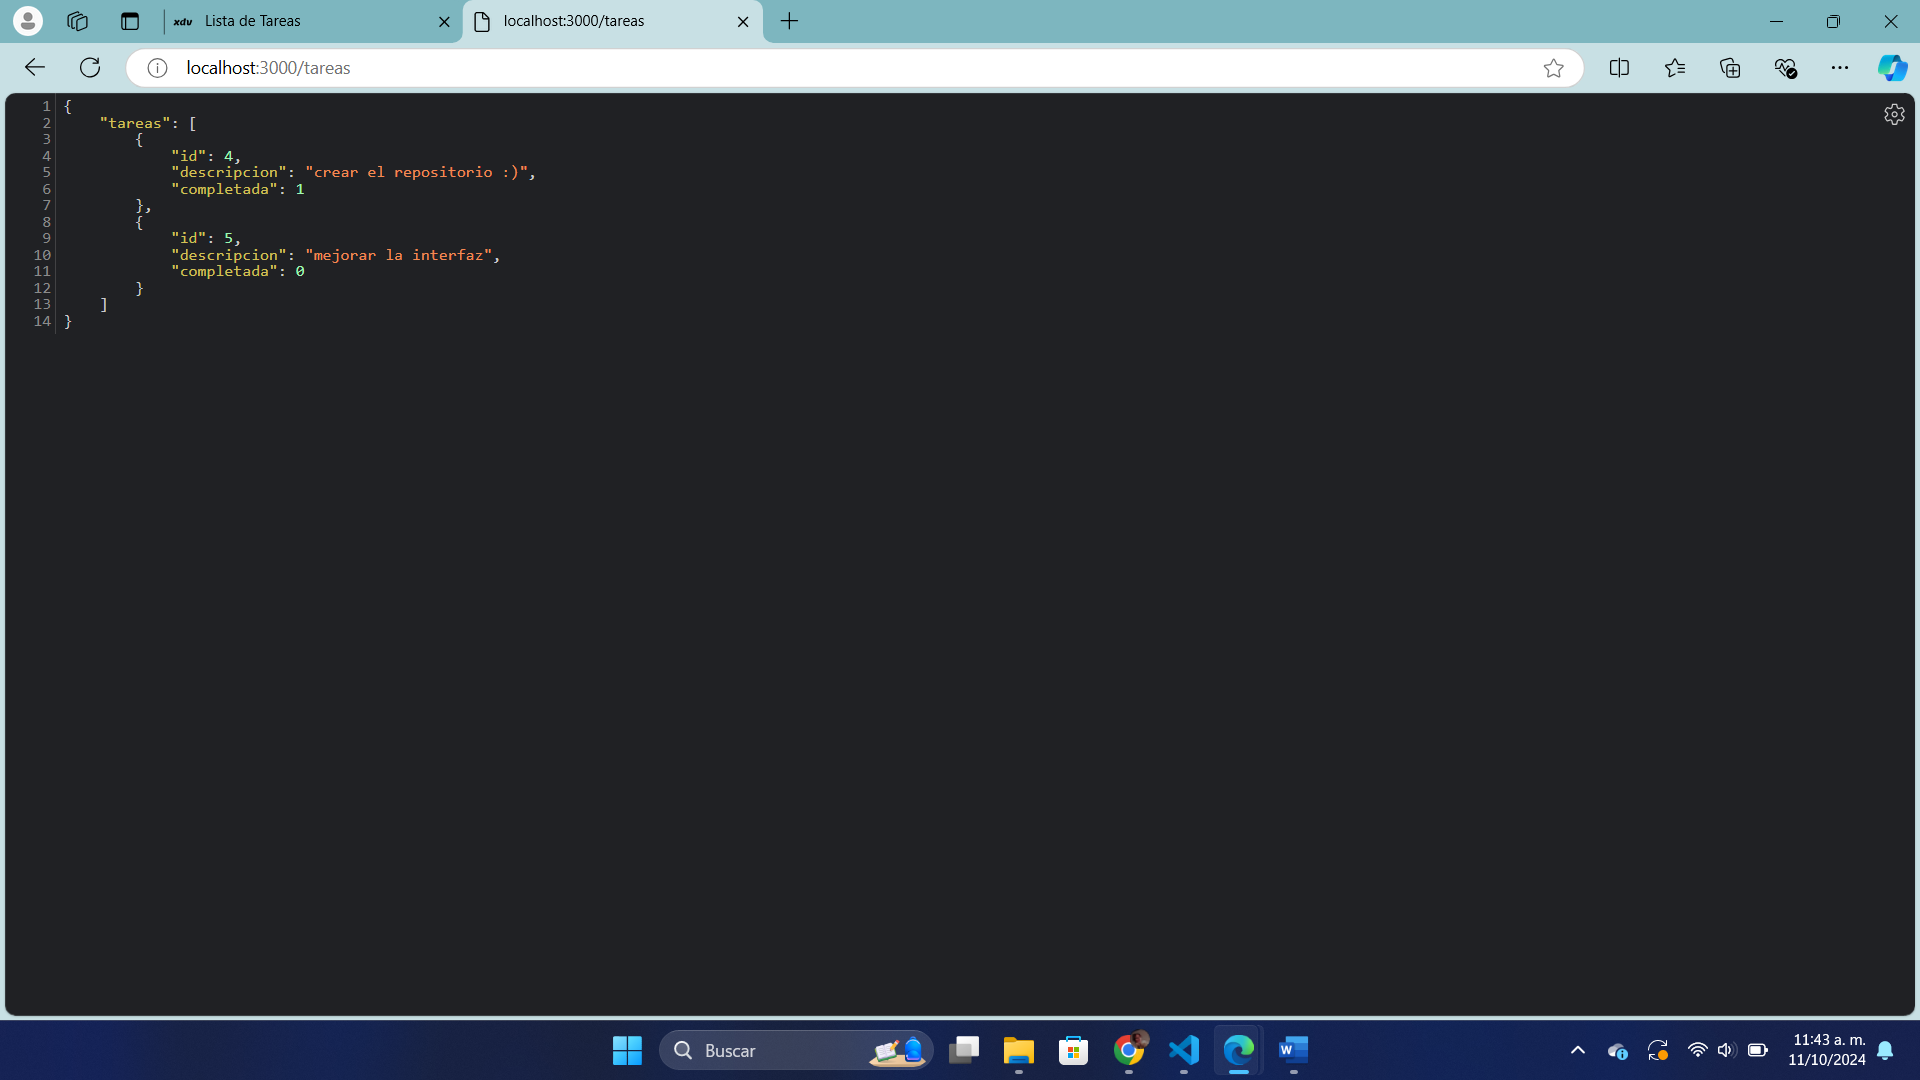 xdv Lista de Tareas
localhost:3000/tareas
localhost:3000/tareas
1 {
2 "tareas": [
3 {
4 "id": 4,
5 "descripcion": "crear el repositorio :)",
6 "completada": 1
7 },
8 {
9 "id": 5,
10 "descripcion": "mejorar la interfaz",
11 "completada": 0
12 }
13 ]
14 }
Buscar
W
11:43 a. m.
11/10/2024